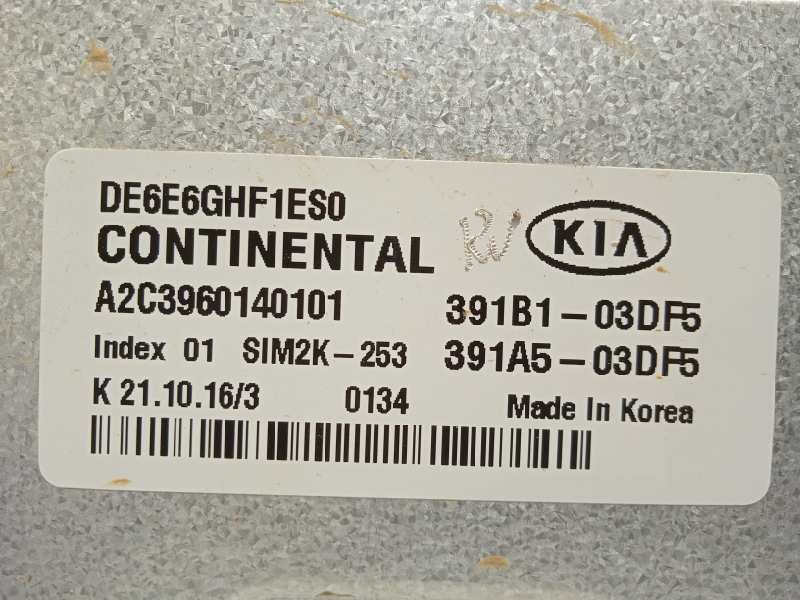 DE6E6GHF1ES0
CONTINENTAL
KIA
A2C3960140101 391B1-03DF5
Index 01 SIM2K-253 391A5-03DF5
K 21.10.16/3 0134 Made In Korea